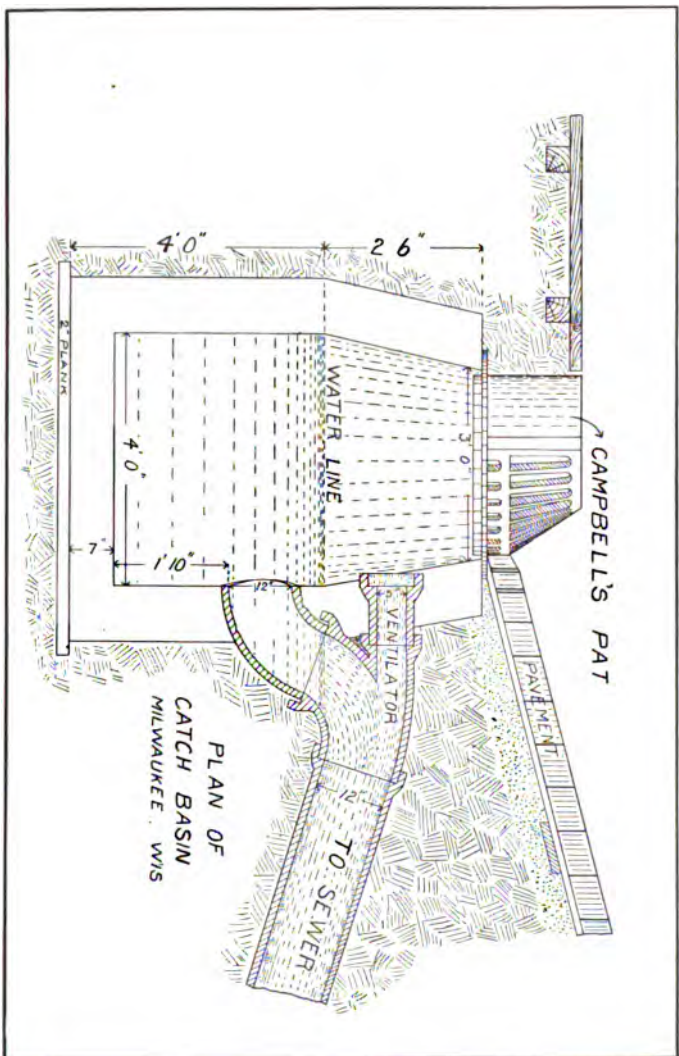 CAMPBELL'S PAT
PAVEMENT
2 6"
4'0"
3 0
WATER LINE
VENTILATOR
4'0"
12"
12"
1'10"
7"
2" PLANK
TO SEWER
PLAN OF
CATCH BASIN
MILWAUKEE. WIS